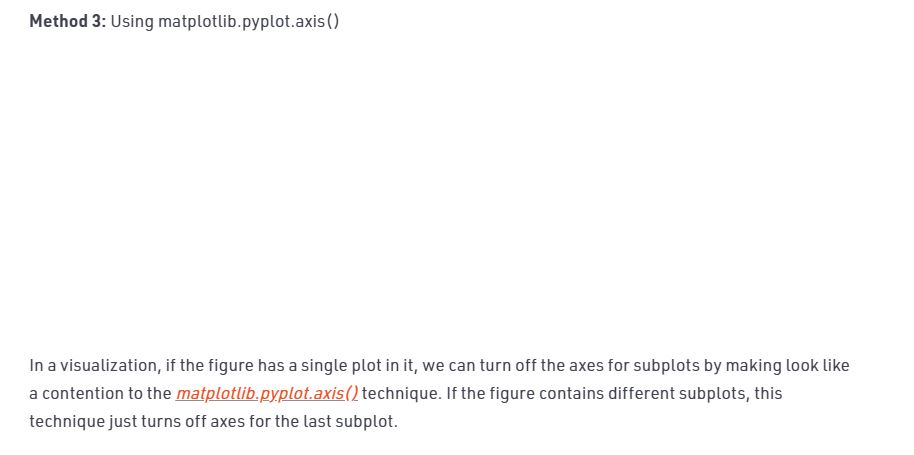 Method 3: Using matplotlib.pyplot.axis()
In a visualization, if the figure has a single plot in it, we can turn off the axes for subplots by making look like
a contention to the matplotlib.pyplot.axis() technique. If the figure contains different subplots, this
technique just turns off axes for the last subplot.